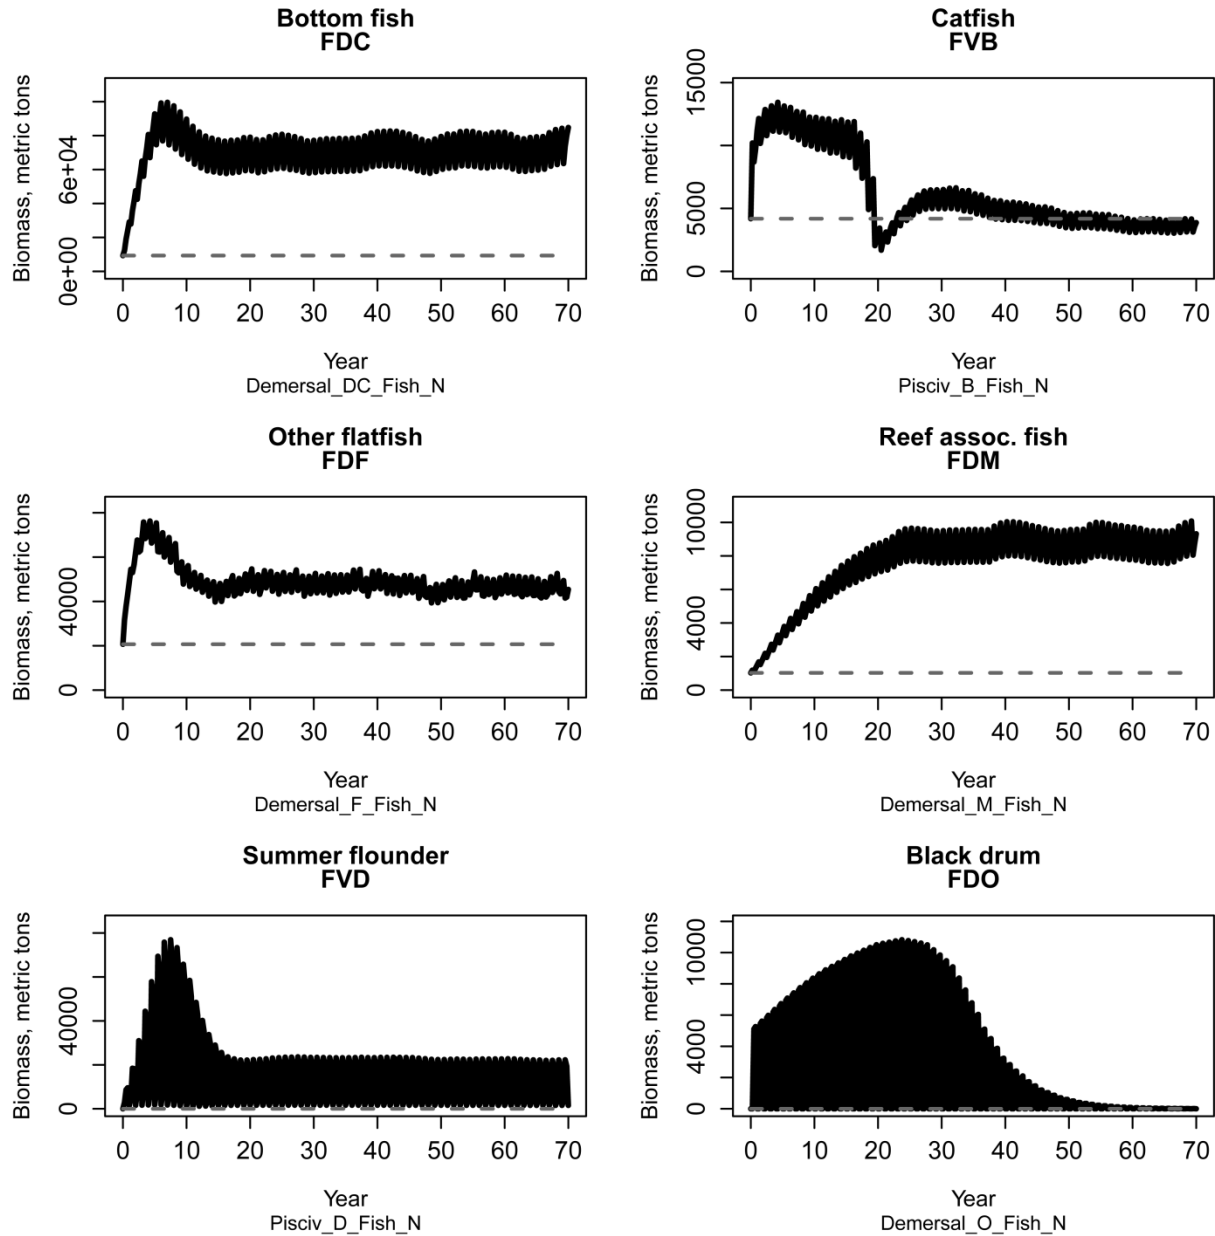 Bottom fish
FDC
Biomass, metric tons
0e+00
6e+04
0 10 20 30 40 50 60 70
Year
Demersal_DC_Fish_N
Catfish
FVB
Biomass, metric tons
0
5000
15000
0 10 20 30 40 50 60 70
Year
Pisciv_B_Fish_N
Other flatfish
FDF
Biomass, metric tons
0
40000
0 10 20 30 40 50 60 70
Year
Demersal_F_Fish_N
Reef assoc. fish
FDM
Biomass, metric tons
0
4000
10000
0 10 20 30 40 50 60 70
Year
Demersal_M_Fish_N
Summer flounder
FVD
Biomass, metric tons
0
40000
0 10 20 30 40 50 60 70
Year
Pisciv_D_Fish_N
Black drum
FDO
Biomass, metric tons
0
4000
10000
0 10 20 30 40 50 60 70
Year
Demersal_O_Fish_N